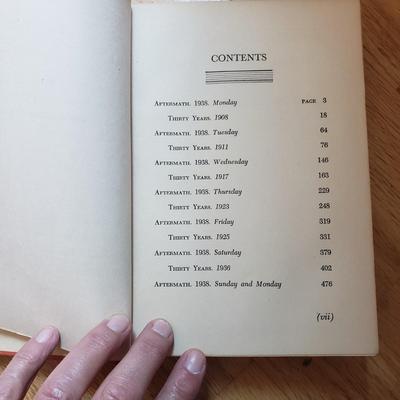 CONTENTS
AFTERMATH. 1938. Monday PAGE 3
THIRTY YEARS. 1908 18
AFTERMATH. 1938. Tuesday 64
THIRTY YEARS. 1911 76
AFTERMATH. 1938. Wednesday 146
THIRTY YEARS. 1917 163
AFTERMATH. 1938. Thursday 229
THIRTY YEARS. 1923 248
AFTERMATH. 1938. Friday 319
THIRTY YEARS. 1925 331
AFTERMATH. 1938. Saturday 379
THIRTY YEARS. 1936 402
AFTERMATH. 1938. Sunday and Monday 476
(vii)